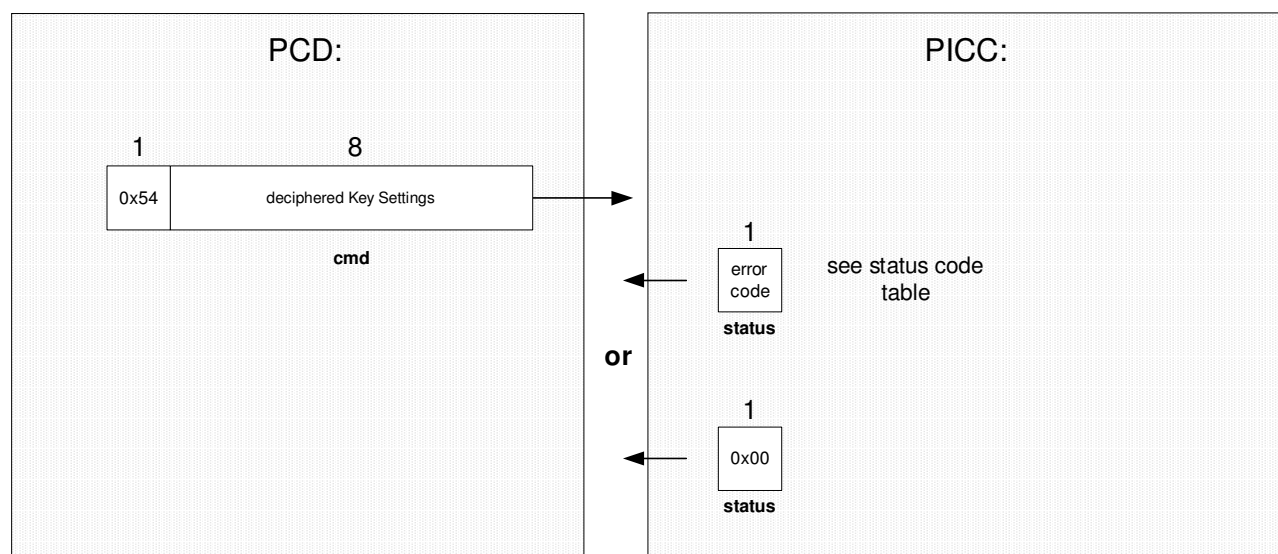 PCD:
1 8
0x54 deciphered Key Settings
cmd
PICC:
1
error
code
see status code
table
status
or
1
0x00
status